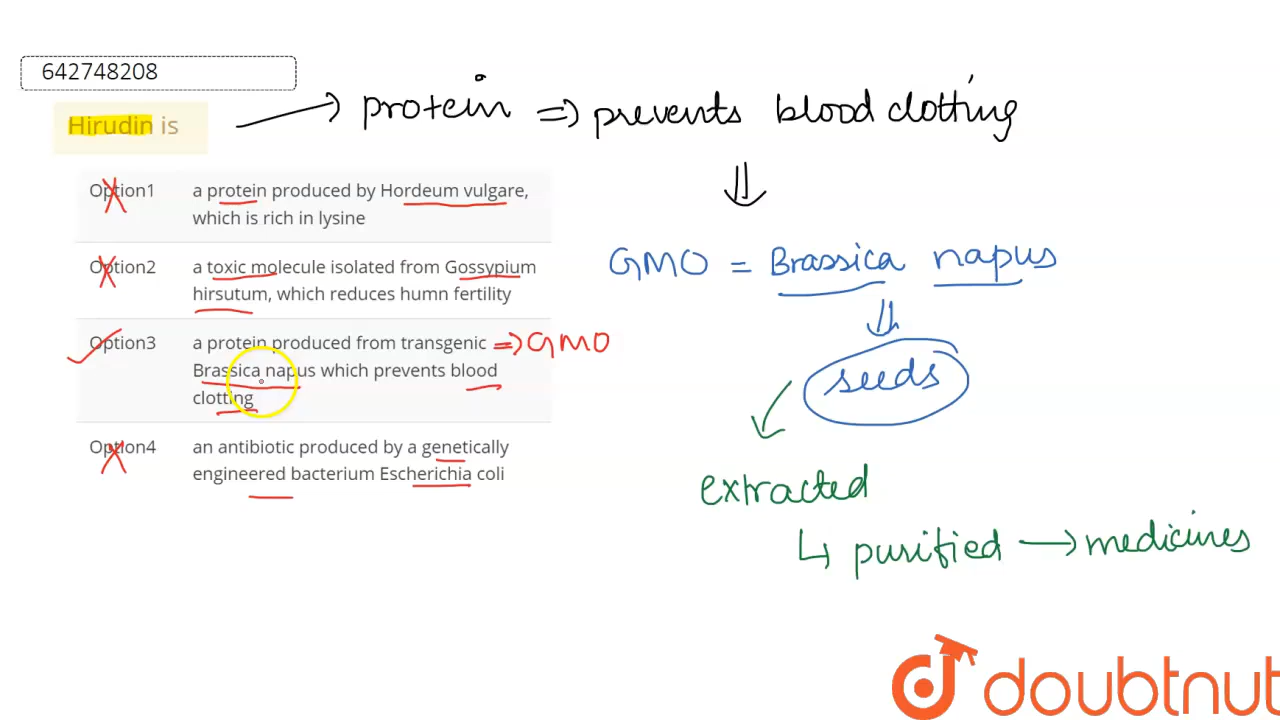 642748208
Hirudin is
protein ⇒ prevents blood clotting
⇓
Option1 a protein produced by Hordeum vulgare,
which is rich in lysine
Option2 a toxic molecule isolated from Gossypium
hirsutum, which reduces humn fertility
GMO = Brassica napus
⇓
Option3 a protein produced from transgenic ⇒ GMO
Brassica napus which prevents blood
clotting
seeds
Option4 an antibiotic produced by a genetically
engineered bacterium Escherichia coli
extracted
↳ purified → medicines
doubtnut